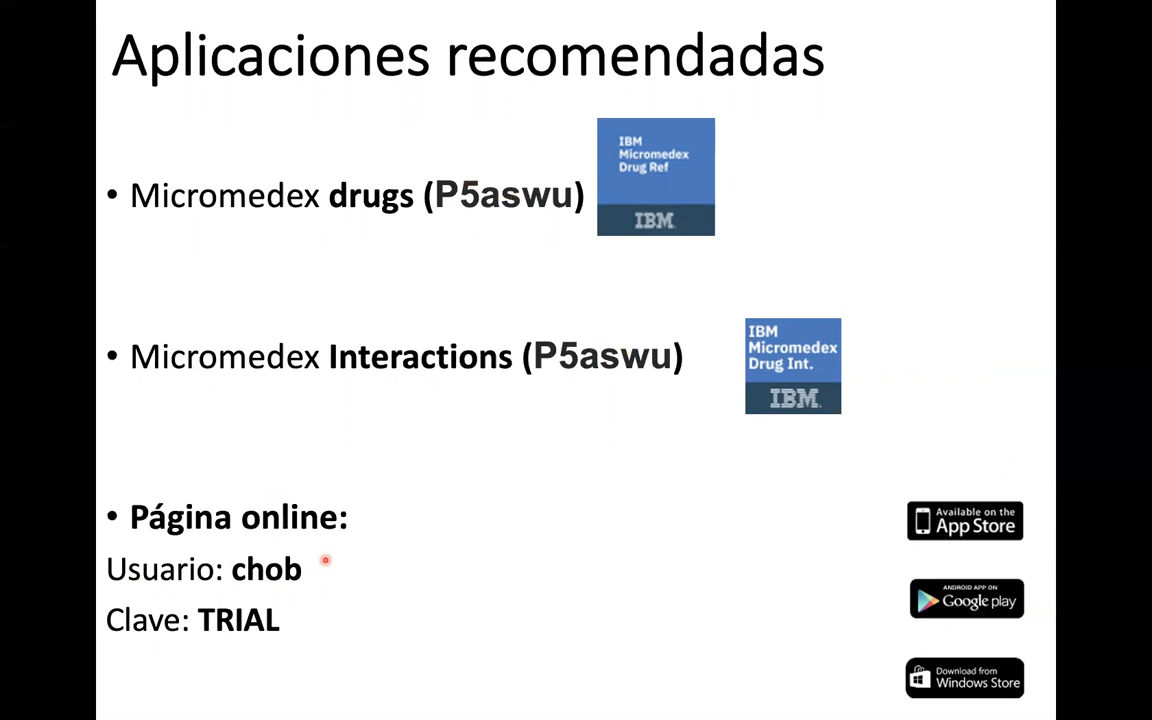 Aplicaciones recomendadas
• Micromedex drugs (P5aswu)
IBM
Micromedex
Drug Ref
IBM
• Micromedex Interactions (P5aswu)
IBM
Micromedex
Drug Int.
IBM
• Página online:
Usuario: chob
Clave: TRIAL
Available on the
App Store
ANDROID APP ON
Google play
Download from
Windows Store